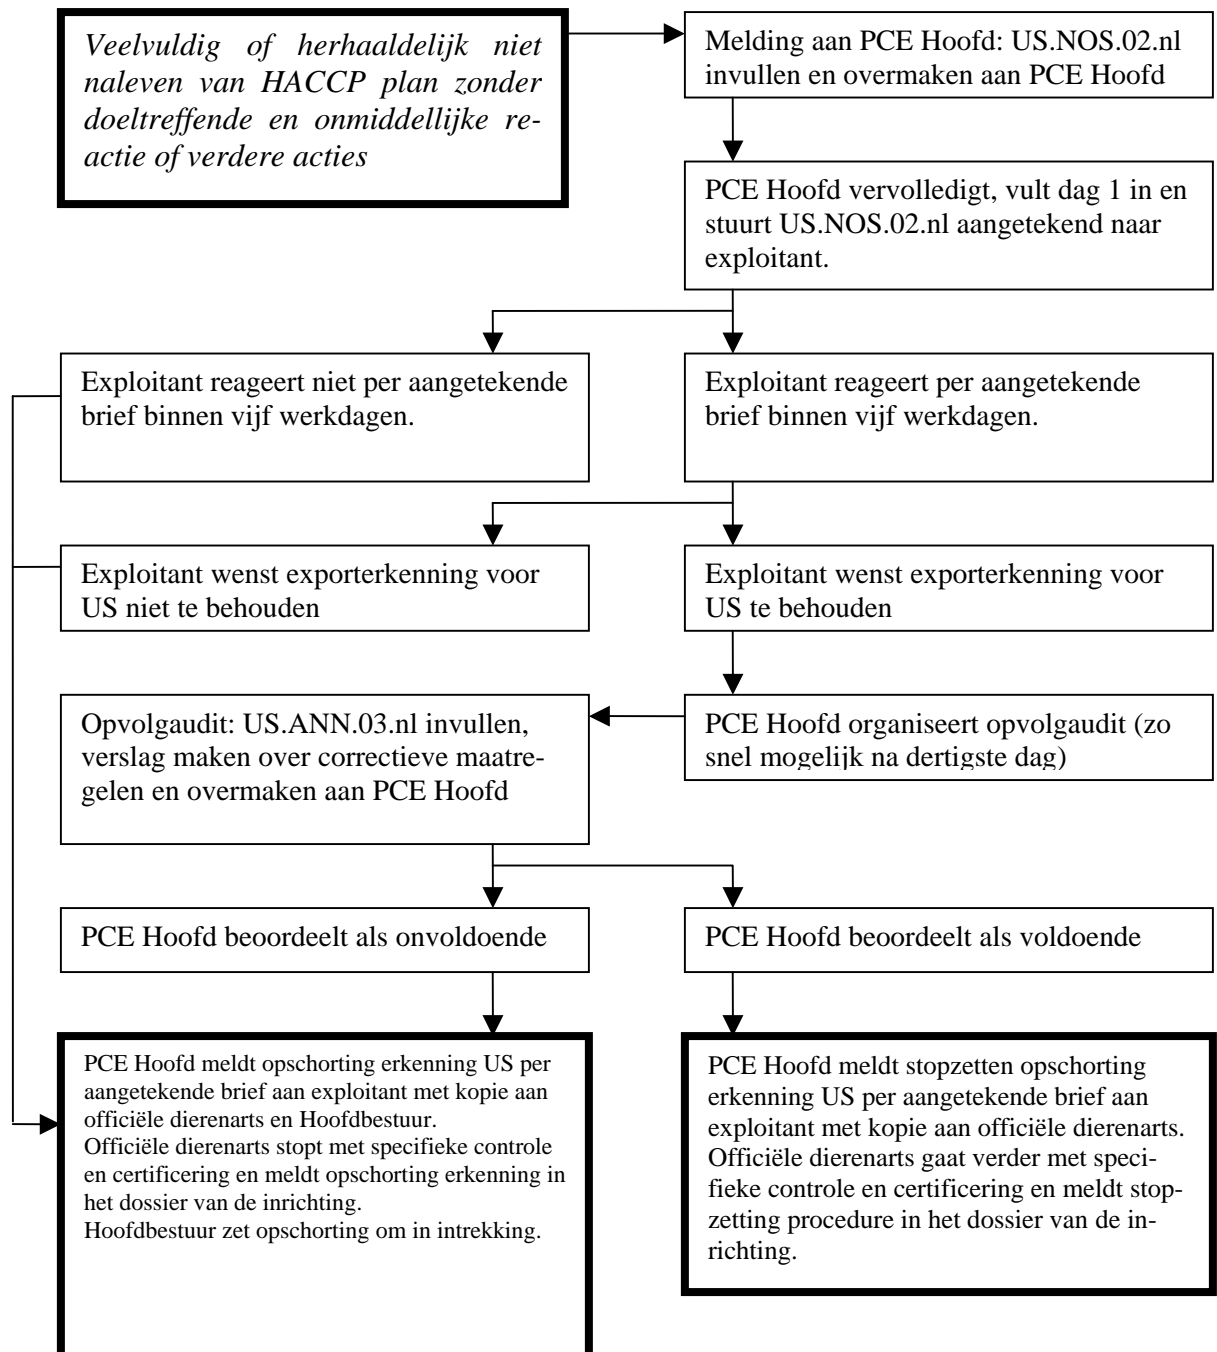 Veelvuldig of herhaaldelijk niet
naleven van HACCP plan zonder
doeltreffende en onmiddellijke re-
actie of verdere acties
Melding aan PCE Hoofd: US.NOS.02.nl
invullen en overmaken aan PCE Hoofd
PCE Hoofd vervolledigt, vult dag 1 in en
stuurt US.NOS.02.nl aangetekend naar
exploitant.
Exploitant reageert niet per aangetekende
brief binnen vijf werkdagen.
Exploitant reageert per aangetekende
brief binnen vijf werkdagen.
Exploitant wenst exporterkenning voor
US niet te behouden
Exploitant wenst exporterkenning voor
US te behouden
Opvolgaudit: US.ANN.03.nl invullen,
verslag maken over correctieve maatre-
gelen en overmaken aan PCE Hoofd
PCE Hoofd organiseert opvolgaudit (zo
snel mogelijk na dertigste dag)
PCE Hoofd beoordeelt als onvoldoende
PCE Hoofd beoordeelt als voldoende
PCE Hoofd meldt opschorting erkenning US per
aangetekende brief aan exploitant met kopie aan
officiële dierenarts en Hoofdbestuur.
Officiële dierenarts stopt met specifieke controle
en certificering en meldt opschorting erkenning in
het dossier van de inrichting.
Hoofdbestuur zet opschorting om in intrekking.
PCE Hoofd meldt stopzetten opschorting
erkenning US per aangetekende brief aan
exploitant met kopie aan officiële dierenarts.
Officiële dierenarts gaat verder met speci-
fieke controle en certificering en meldt stop-
zetting procedure in het dossier van de in-
richting.